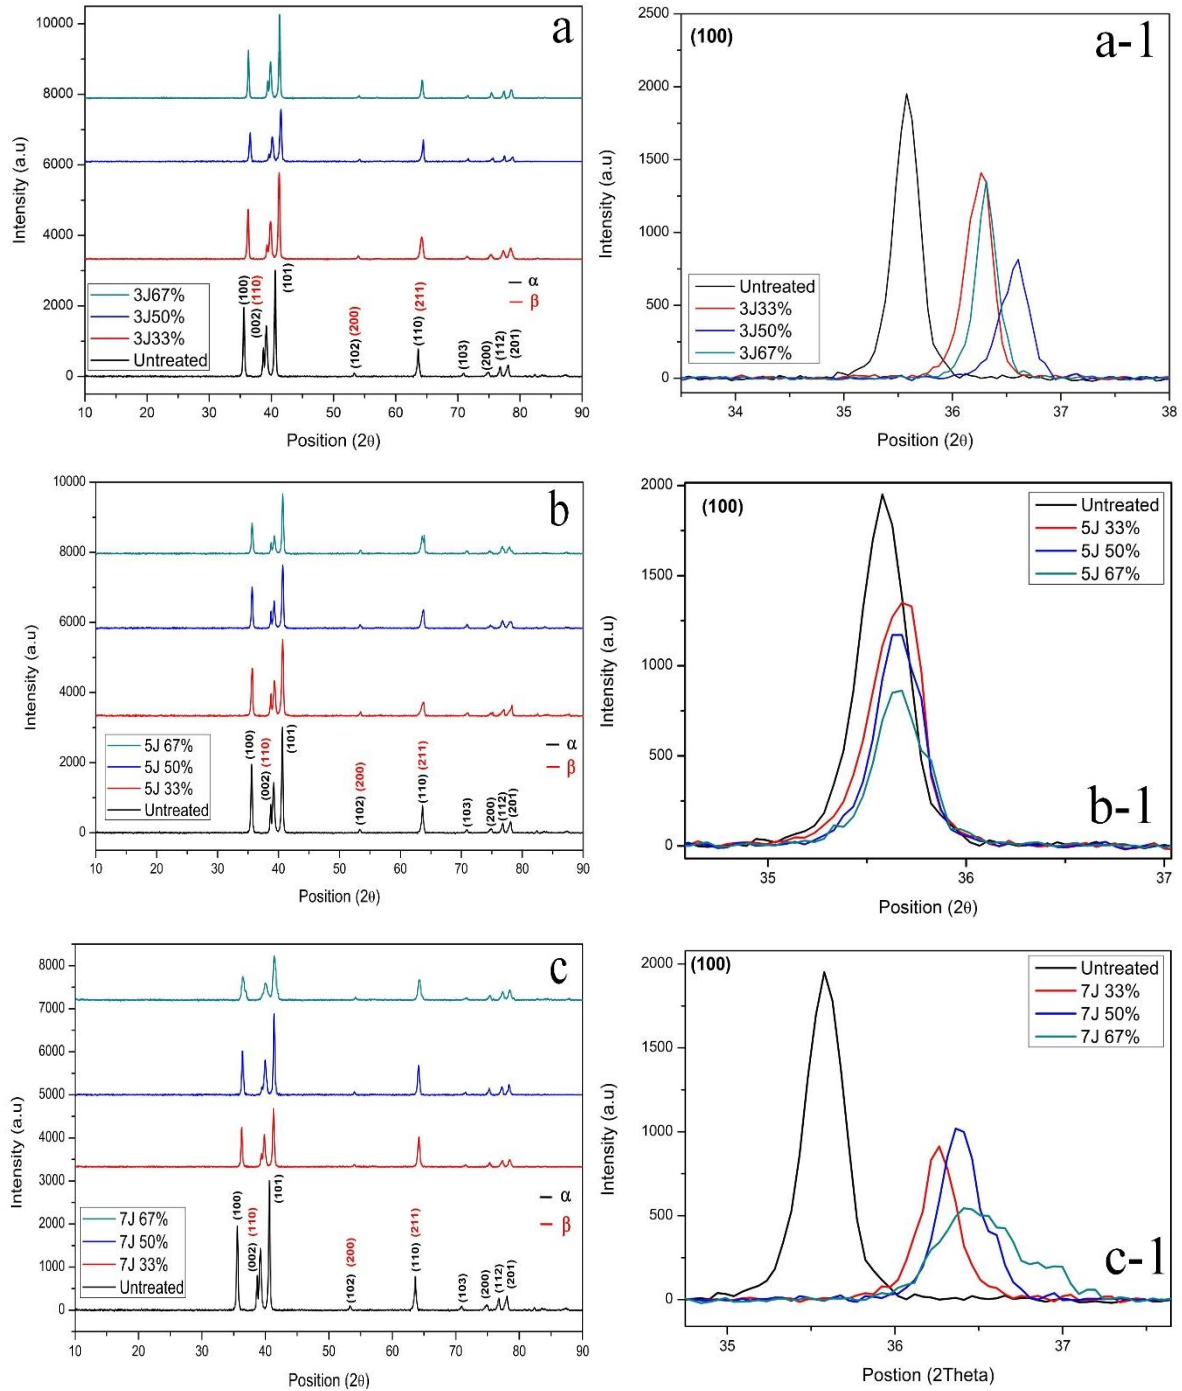 a
10000
8000
6000
4000
2000
0
Intensity (a.u)
3J67%
3J50%
3J33%
Untreated
(100)
(002)
(110)
(101)
(102)
(200)
(110)
(211)
(103)
(200)
(112)
(201)
α
β
10 20 30 40 50 60 70 80 90
Position (2θ)
(100)
a-1
2500
2000
1500
1000
500
0
Intensity (a.u)
Untreated
3J33%
3J50%
3J67%
34 35 36 37 38
Position (2θ)
b
10000
8000
6000
4000
2000
0
Intensity (a.u)
5J 67%
5J 50%
5J 33%
Untreated
(100)
(002)
(110)
(101)
(102)
(200)
(110)
(211)
(103)
(200)
(112)
(201)
α
β
10 20 30 40 50 60 70 80 90
Position (2θ)
(100)
b-1
2000
1500
1000
500
0
Intensity (a.u)
Untreated
5J 33%
5J 50%
5J 67%
35 36 37
Position (2θ)
c
8000
7000
6000
5000
4000
3000
2000
1000
0
Intensity (a.u)
7J 67%
7J 50%
7J 33%
Untreated
(100)
(002)
(110)
(101)
(102)
(200)
(110)
(211)
(103)
(200)
(112)
(201)
α
β
10 20 30 40 50 60 70 80 90
Position (2θ)
(100)
c-1
2000
1500
1000
500
0
Intensity (a.u)
Untreated
7J 33%
7J 50%
7J 67%
35 36 37
Postion (2Theta)